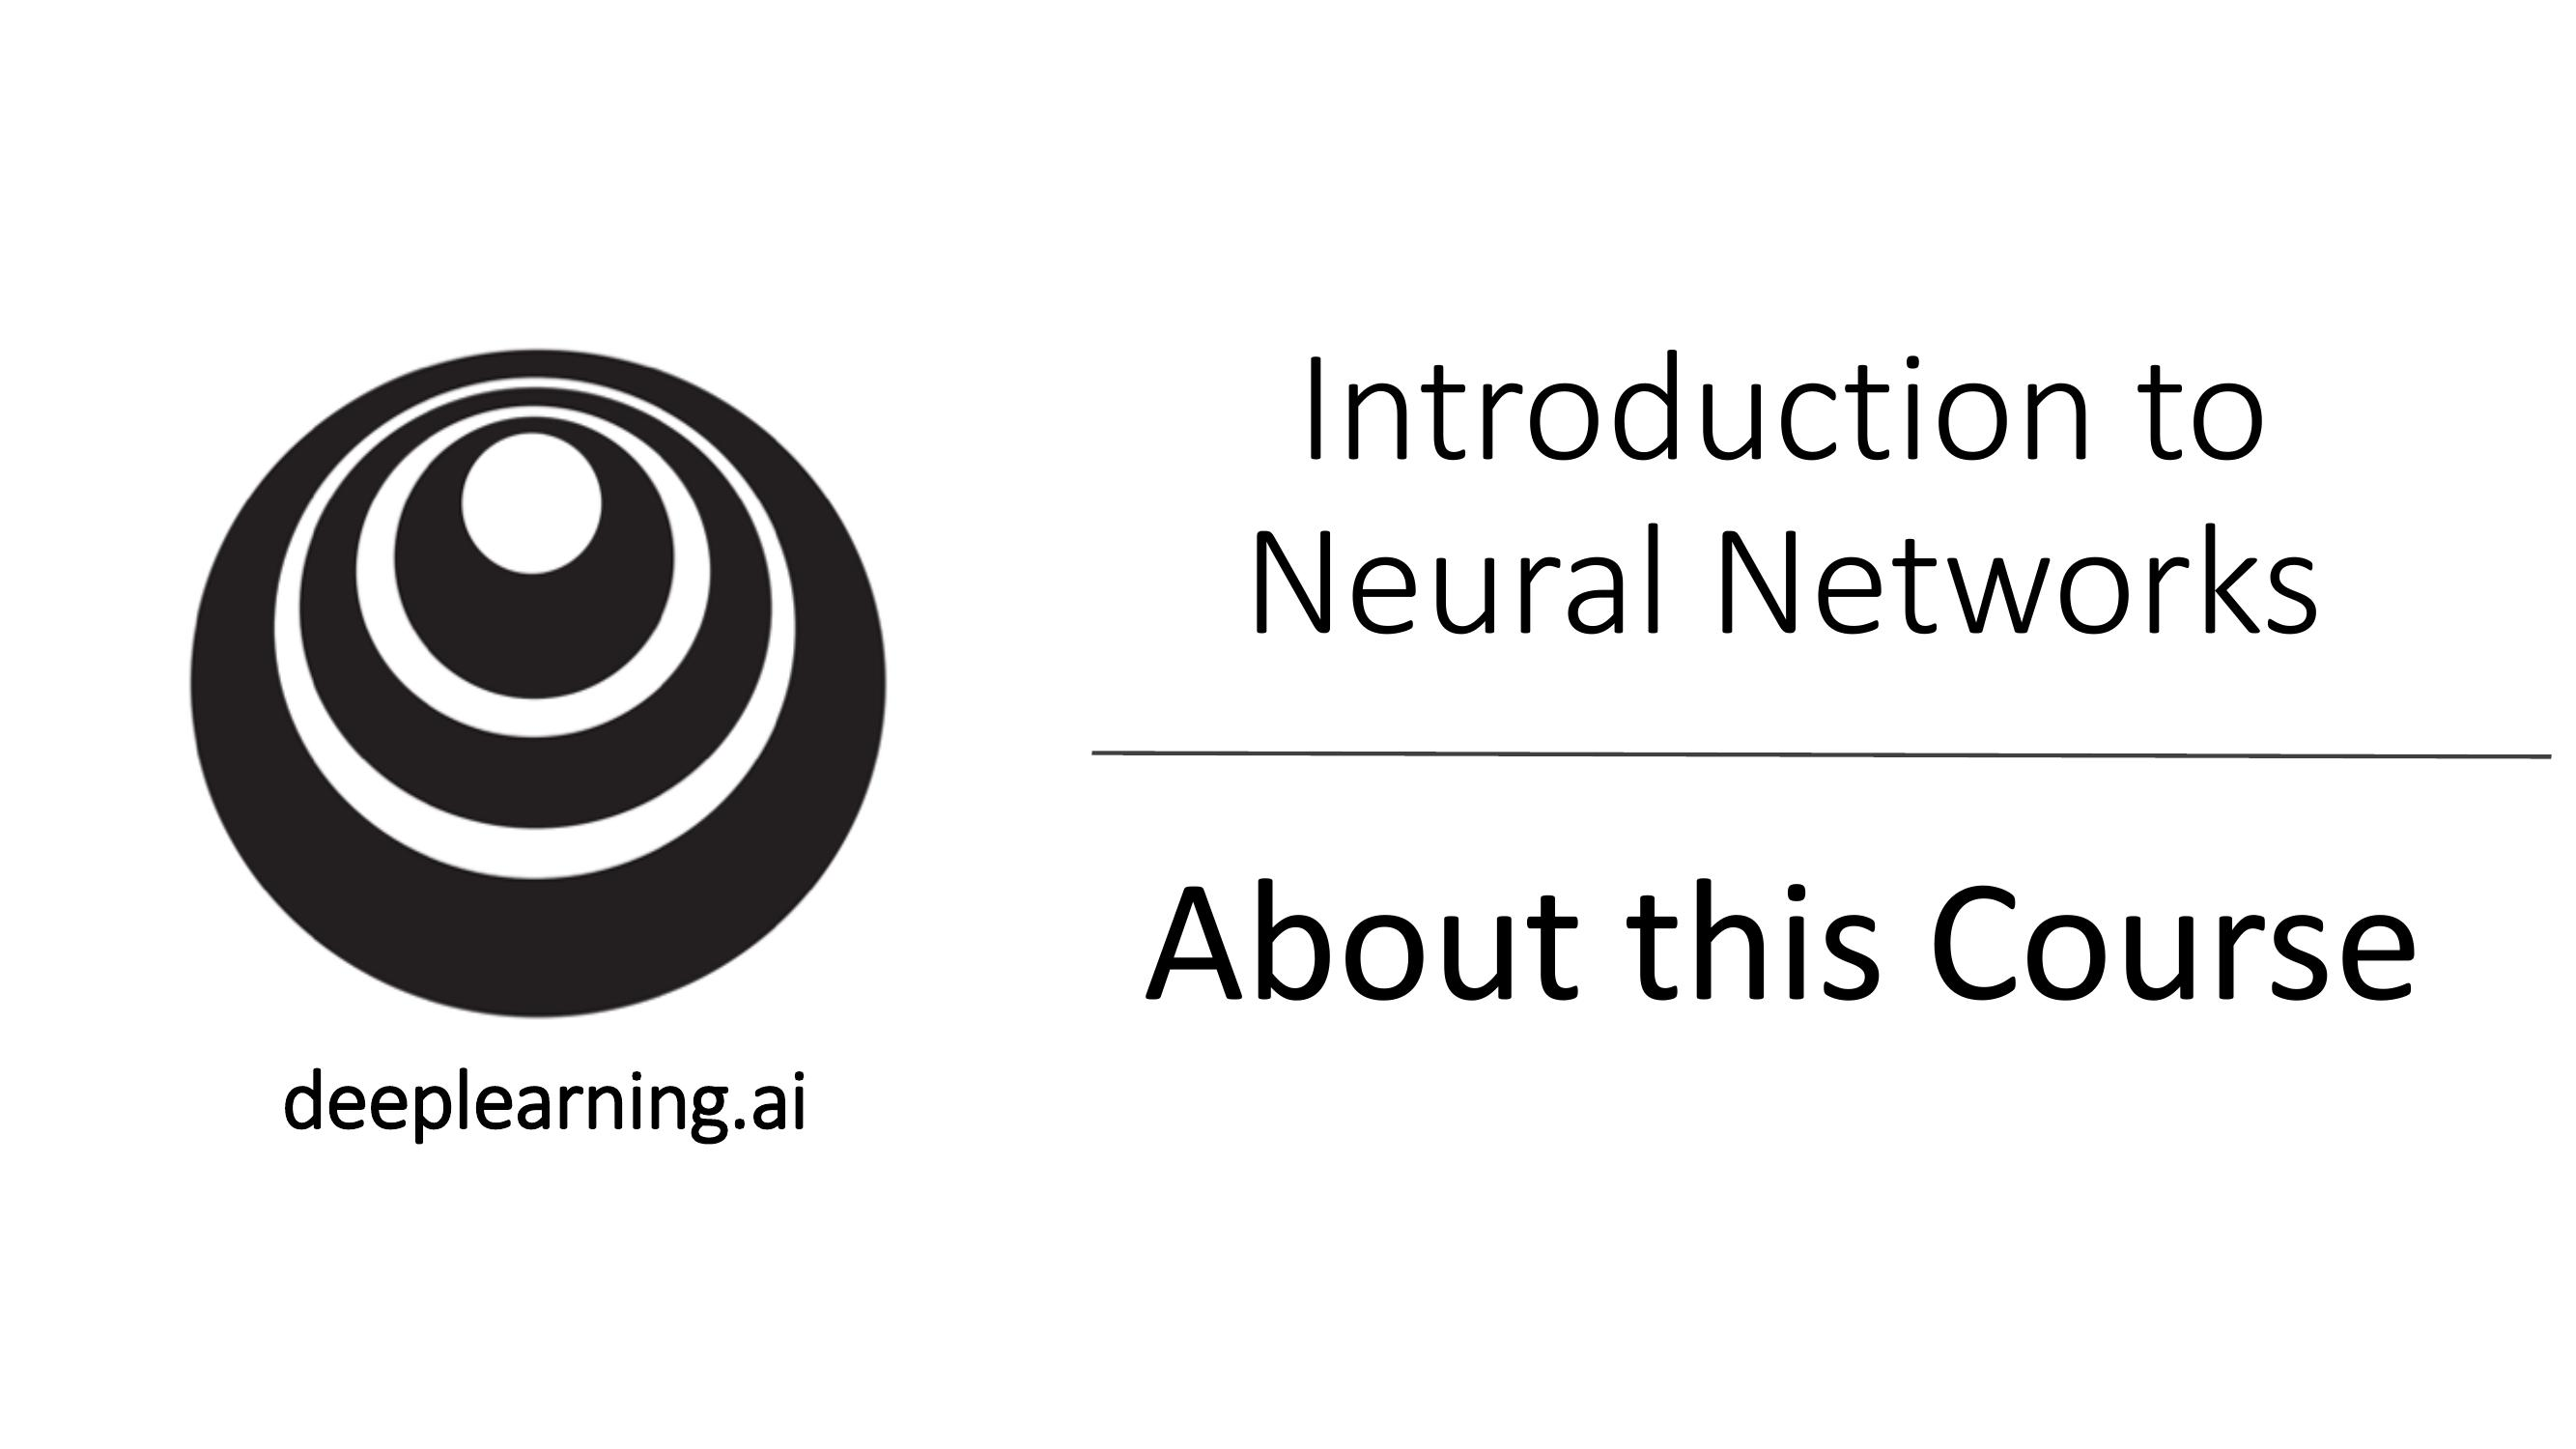 Introduction to
Neural Networks
About this Course
deeplearning.ai